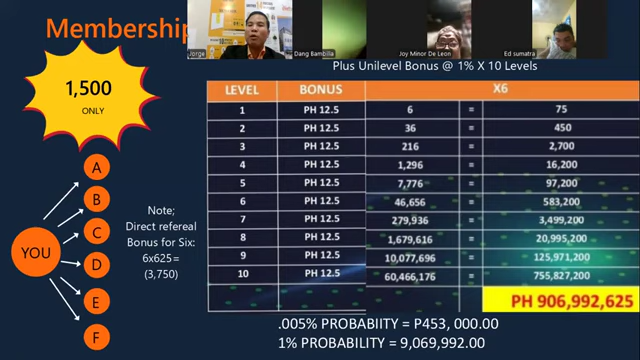 Membership
Jorge
Dang Bambilla
Joy Minor De Leon
Ed sumatra
Plus Unilevel Bonus @ 1% X 10 Levels
1,500
ONLY
LEVEL BONUS X6
1 PH 12.5 6 = 75
2 PH 12.5 36 = 450
3 PH 12.5 216 = 2,700
4 PH 12.5 1,296 = 16,200
5 PH 12.5 7,776 = 97,200
6 PH 12.5 46,656 = 583,200
7 PH 12.5 279,936 = 3,499,200
8 PH 12.5 1,679,616 = 20,995,200
9 PH 12.5 10,077,696 = 125,971,200
10 PH 12.5 60,466,176 = 755,827,200
PH 906,992,625
YOU
A
B
C
D
E
F
Note;
Direct refereal
Bonus for Six:
6x625=
(3,750)
.005% PROBABIITY = P453, 000.00
1% PROBABILITY = 9,069,992.00